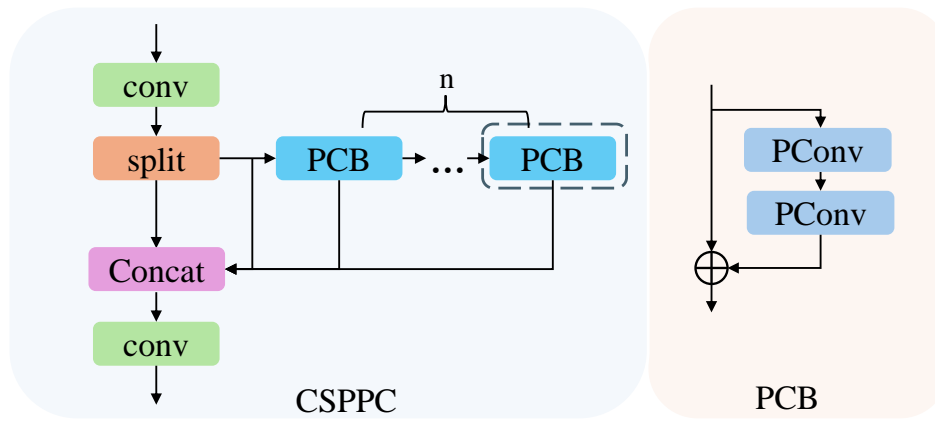 conv
n
split
PCB
...
PCB
Concat
conv
CSPPC
PConv
PConv
PCB